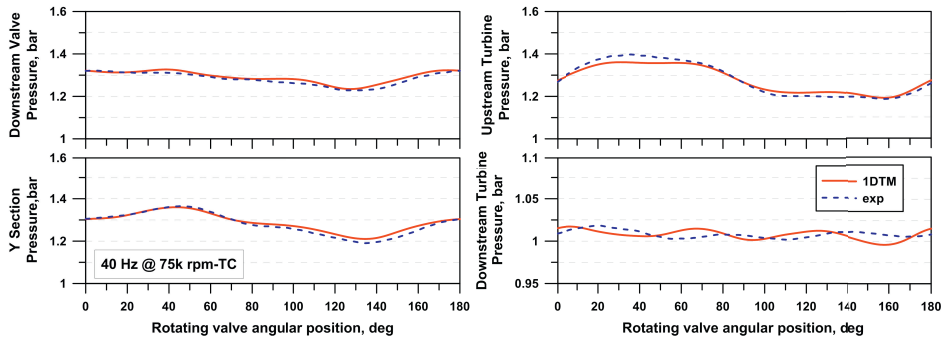 Downstream Valve
Pressure, bar
1.6
1.4
1.2
1
Upstream Turbine
Pressure, bar
1.6
1.4
1.2
1
Y Section
Pressure,bar
1.6
1.4
1.2
1
40 Hz @ 75k rpm-TC
0 20 40 60 80 100 120 140 160 180
Rotating valve angular position, deg
Downstream Turbine
Pressure, bar
1.1
1.05
1
0.95
1DTM
exp
0 20 40 60 80 100 120 140 160 180
Rotating valve angular position, deg